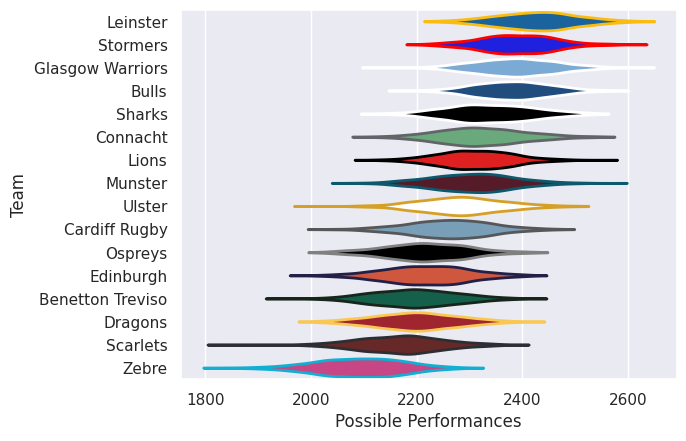 Leinster
Stormers
Glasgow Warriors
Bulls
Sharks
Connacht
Lions
Munster
Ulster
Cardiff Rugby
Ospreys
Edinburgh
Benetton Treviso
Dragons
Scarlets
Zebre
Team
1800 2000 2200 2400 2600
Possible Performances